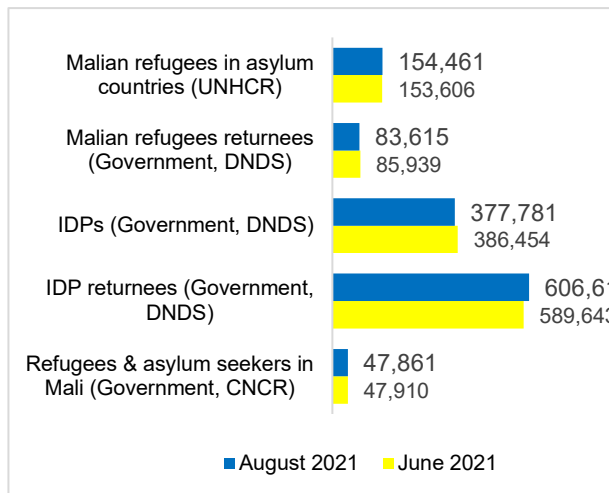 Malian refugees in asylum
countries (UNHCR)
154,461
153,606
Malian refugees returnees
(Government, DNDS)
83,615
85,939
IDPs (Government, DNDS)
377,781
386,454
IDP returnees (Government,
DNDS)
589,643
Refugees & asylum seekers in
Mali (Government, CNCR)
47,861
47,910
August 2021 June 2021